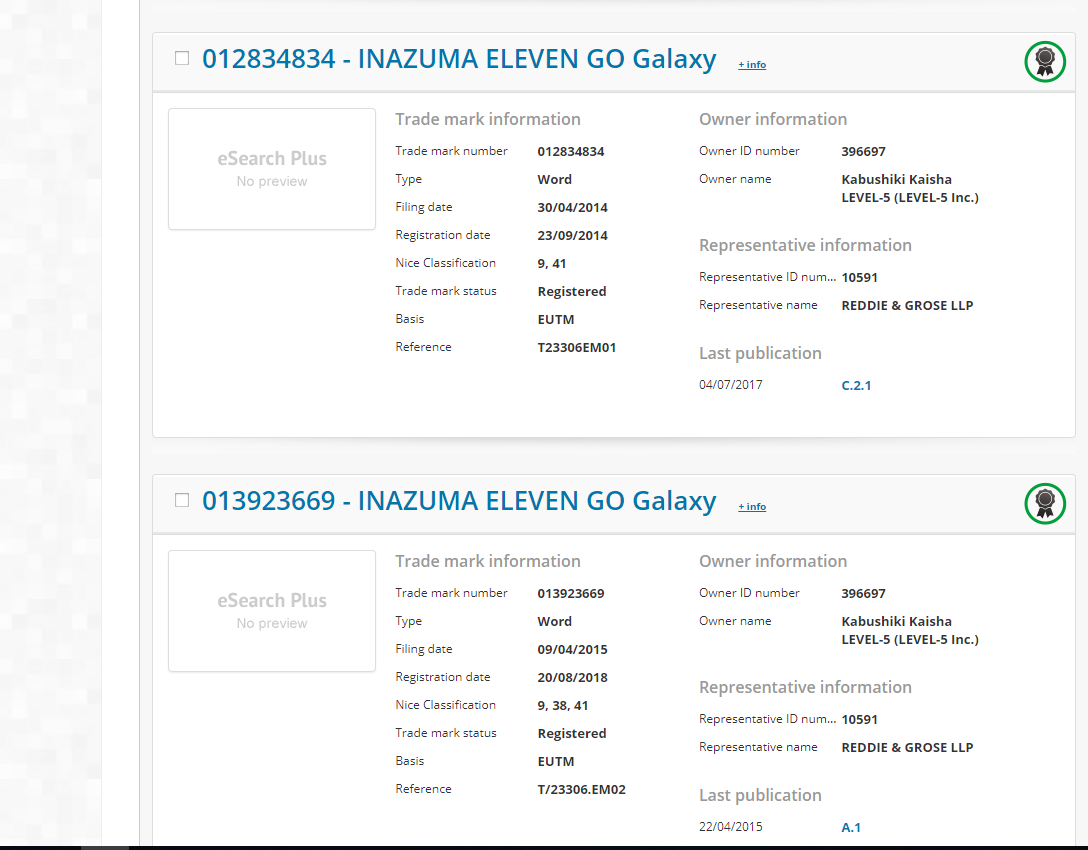 012834834 - INAZUMA ELEVEN GO Galaxy + info
eSearch Plus
No preview
Trade mark information
Trade mark number 012834834
Type Word
Filing date 30/04/2014
Registration date 23/09/2014
Nice Classification 9, 41
Trade mark status Registered
Basis EUTM
Reference T23306EM01
Owner information
Owner ID number 396697
Owner name Kabushiki Kaisha
LEVEL-5 (LEVEL-5 Inc.)
Representative information
Representative ID num... 10591
Representative name REDDIE & GROSE LLP
Last publication
04/07/2017 C.2.1
013923669 - INAZUMA ELEVEN GO Galaxy + info
eSearch Plus
No preview
Trade mark information
Trade mark number 013923669
Type Word
Filing date 09/04/2015
Registration date 20/08/2018
Nice Classification 9, 38, 41
Trade mark status Registered
Basis EUTM
Reference T/23306.EM02
Owner information
Owner ID number 396697
Owner name Kabushiki Kaisha
LEVEL-5 (LEVEL-5 Inc.)
Representative information
Representative ID num... 10591
Representative name REDDIE & GROSE LLP
Last publication
22/04/2015 A.1